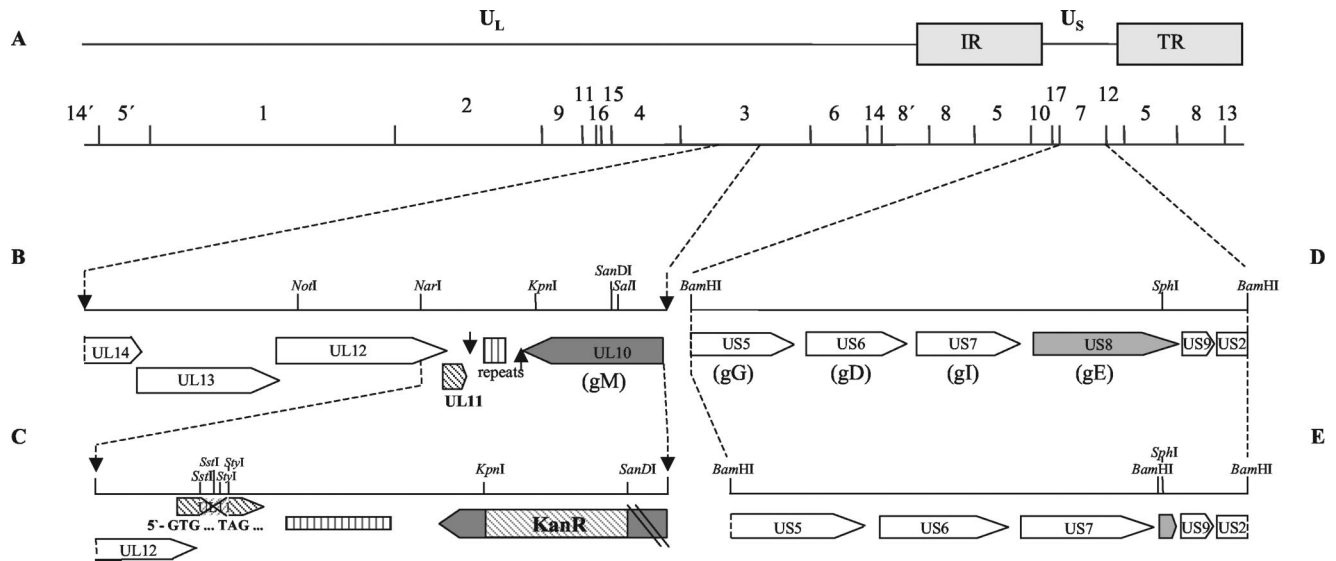 A
U_L
IR
U_S
TR
14´ 5´ 1 2 9 11 16 15 4 3 6 14 8´ 8 5 10 17 7 12 5 8 13
B
NotI NarI KpnI SanDI SalI
UL14 UL13 UL12 UL11 repeats UL10
(gM)
D
BamHI SphI BamHI
US5 US6 US7 US8 US9 US2
(gG) (gD) (gI) (gE)
C
SstI SstI StyI StyI KpnI SanDI
5`- GTG ... TAG ...
UL12
KanR
E
BamHI BamHI SphI BamHI
US5 US6 US7 US9 US2